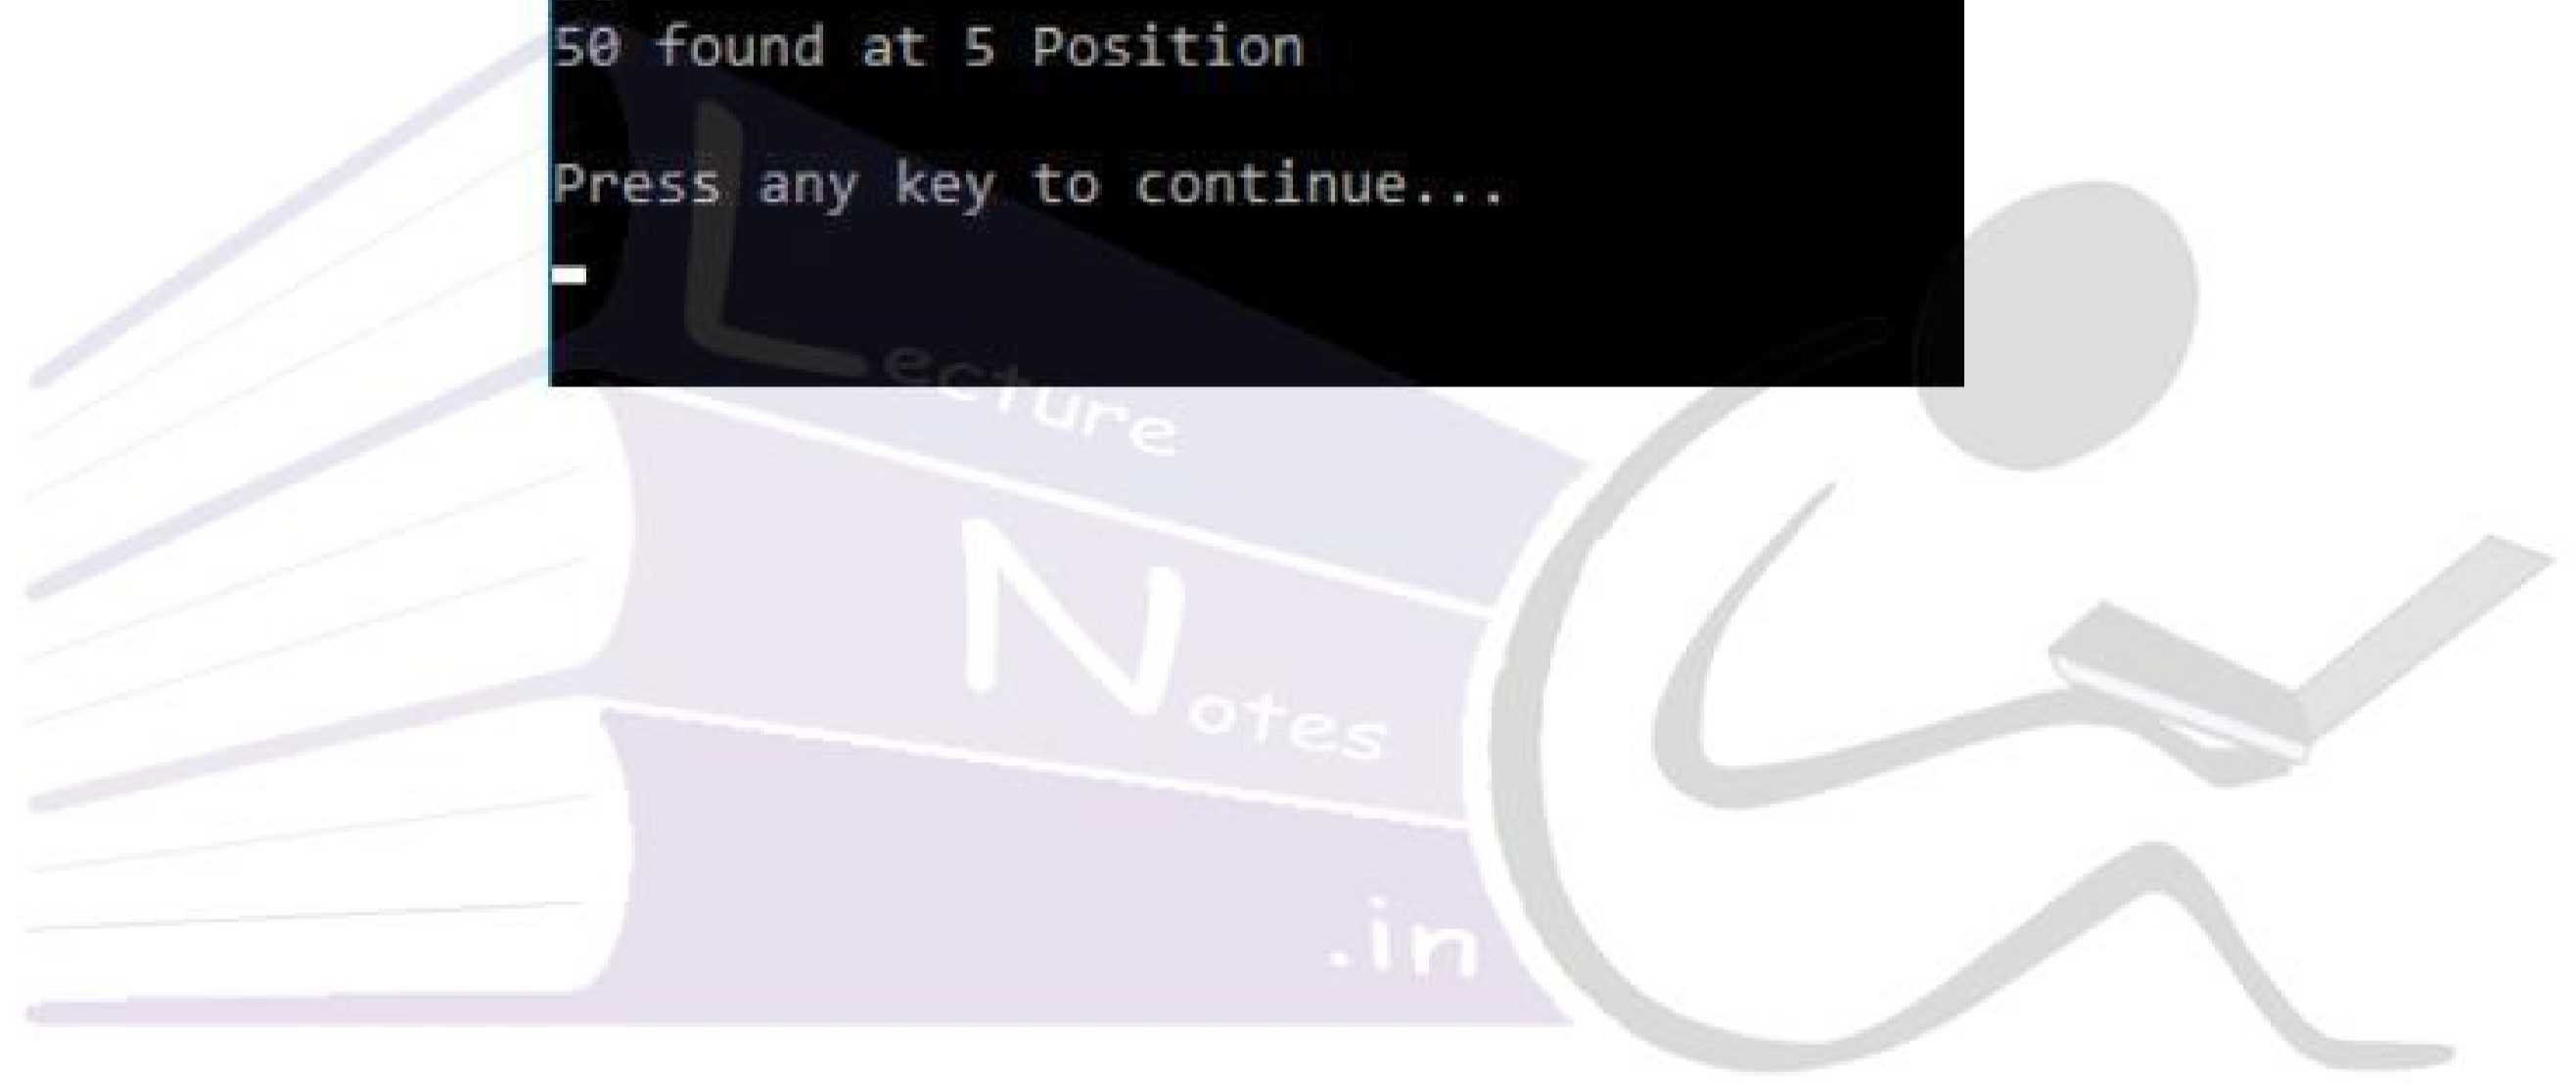 50 found at 5 Position
Press any key to continue...
Lecture
Notes
.in